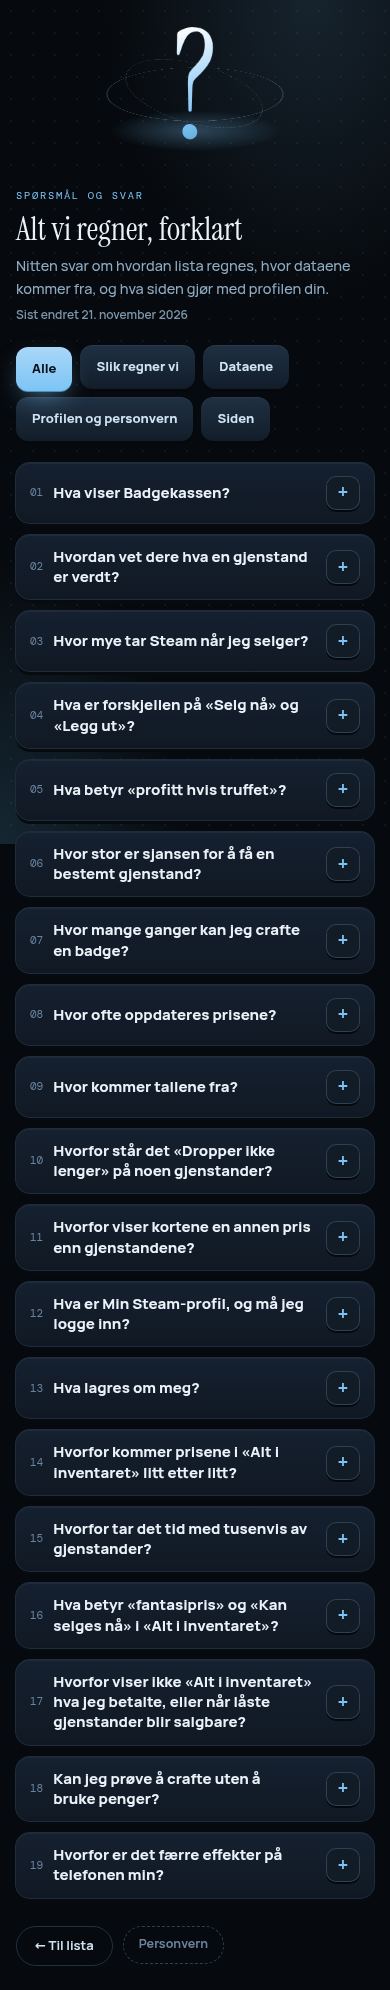 ?
SPØRSMÅL OG SVAR
Alt vi regner, forklart
Nitten svar om hvordan lista regnes, hvor dataene
kommer fra, og hva siden gjør med profilen din.
Sist endret 21. november 2026
Alle
Slik regner vi
Dataene
Profilen og personvern
Siden
01 Hva viser Badgekassen? +
02 Hvordan vet dere hva en gjenstand
er verdt? +
03 Hvor mye tar Steam når jeg selger? +
04 Hva er forskjellen på «Selg nå» og
«Legg ut»? +
05 Hva betyr «profitt hvis truffet»? +
06 Hvor stor er sjansen for å få en
bestemt gjenstand? +
07 Hvor mange ganger kan jeg crafte
en badge? +
08 Hvor ofte oppdateres prisene? +
09 Hvor kommer tallene fra? +
10 Hvorfor står det «Dropper ikke
lenger» på noen gjenstander? +
11 Hvorfor viser kortene en annen pris
enn gjenstandene? +
12 Hva er Min Steam-profil, og må jeg
logge inn? +
13 Hva lagres om meg? +
14 Hvorfor kommer prisene i «Alt i
inventaret» litt etter litt? +
15 Hvorfor tar det tid med tusenvis av
gjenstander? +
16 Hva betyr «fantasipris» og «Kan
selges nå» i «Alt i inventaret»? +
17 Hvorfor viser ikke «Alt i inventaret»
hva jeg betalte, eller når låste
gjenstander blir salgbare? +
18 Kan jeg prøve å crafte uten å
bruke penger? +
19 Hvorfor er det færre effekter på
telefonen min? +
← Til lista
Personvern